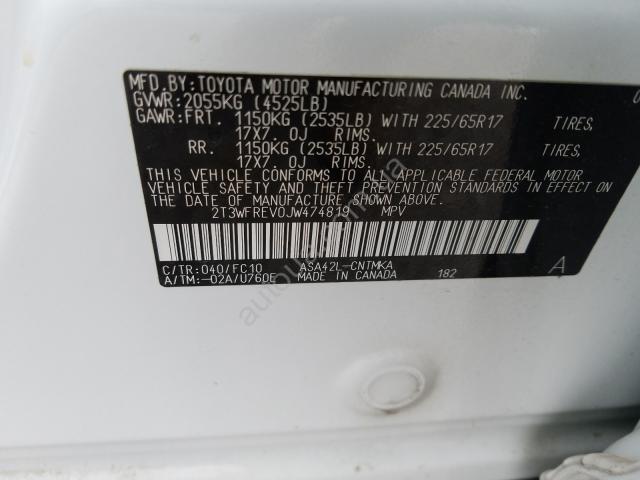 MFD. BY: TOYOTA MOTOR MANUFACTURING CANADA INC. 0
GVWR: 2055KG (4525LB)
GAWR: FRT. 1150KG (2535LB) WITH 225/65R17 TIRES,
17X7.0J RIMS.
RR. 1150KG (2535LB) WITH 225/65R17 TIRES,
17X7.0J RIMS.
THIS VEHICLE CONFORMS TO ALL APPLICABLE FEDERAL MOTOR
VEHICLE SAFETY AND BUMPER STANDARDS IN EFFECT ON
THE DATE OF MANUFACTURE SHOWN ABOVE.
2T3WFREV0JW474819 MPV
C/TR: 040/FC10 ASA42L-CNTMKA
A/TM: -02A/U760E MADE IN CANADA 182 A